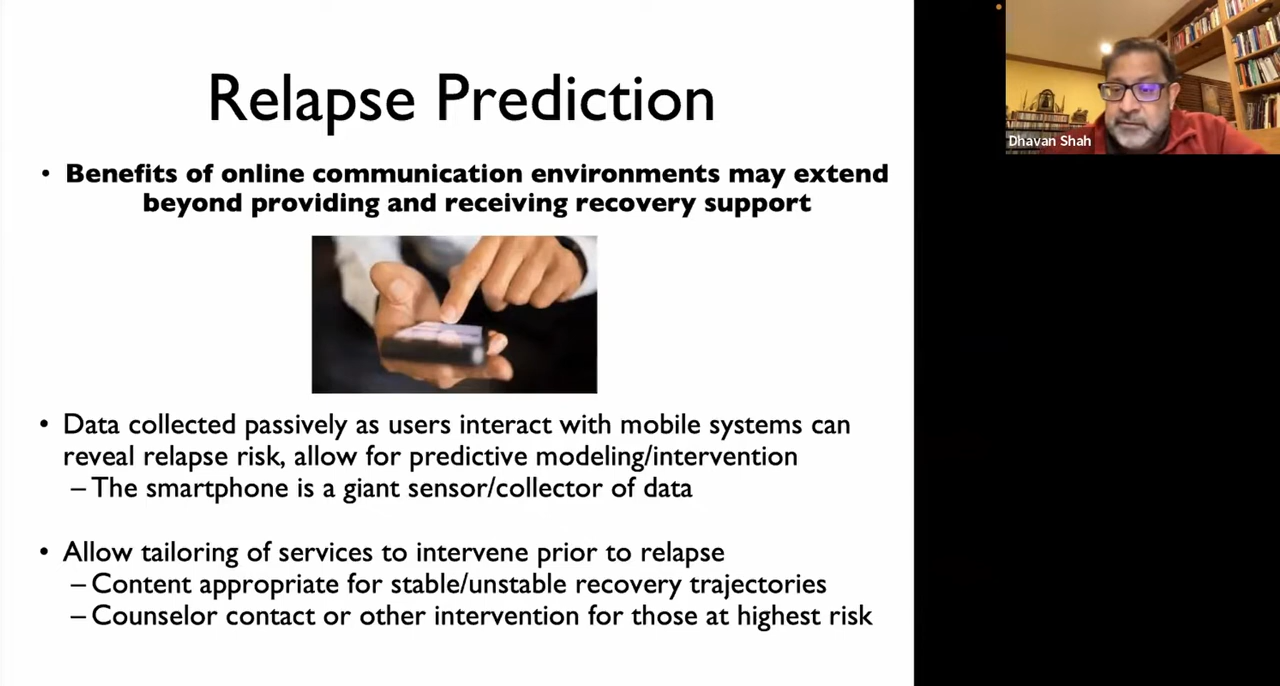 Relapse Prediction
• Benefits of online communication environments may extend
beyond providing and receiving recovery support
• Data collected passively as users interact with mobile systems can
reveal relapse risk, allow for predictive modeling/intervention
– The smartphone is a giant sensor/collector of data
• Allow tailoring of services to intervene prior to relapse
– Content appropriate for stable/unstable recovery trajectories
– Counselor contact or other intervention for those at highest risk
Dhavan Shah